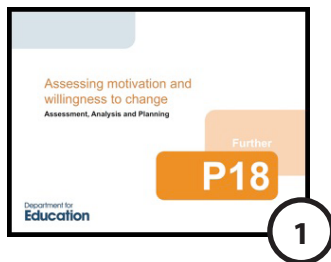 Assessing motivation and
willingness to change
Assessment, Analysis and Planning
Further
P18
Department for
Education
1